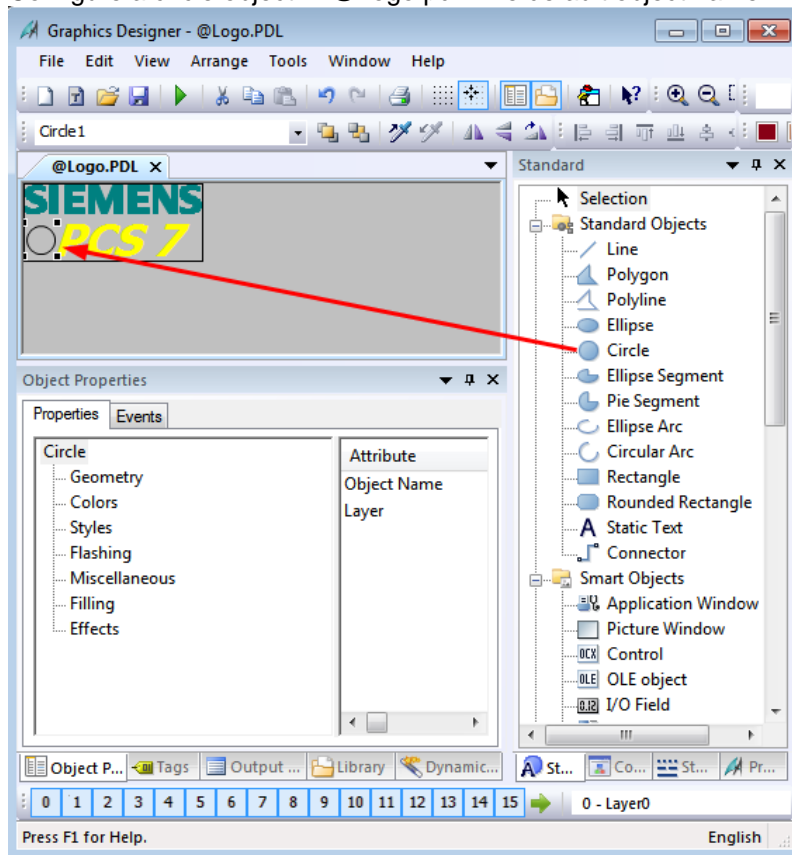 Graphics Designer - @Logo.PDL
File Edit View Arrange Tools Window Help
Circle1
@Logo.PDL X
SIEMENS
PCS 7
Standard
Selection
Standard Objects
Line
Polygon
Polyline
Ellipse
Circle
Ellipse Segment
Pie Segment
Ellipse Arc
Circular Arc
Rectangle
Rounded Rectangle
A Static Text
Connector
Smart Objects
Application Window
Picture Window
OCX Control
OLE OLE object
0.12 I/O Field
Object Properties
Properties Events
Circle
Geometry
Colors
Styles
Flashing
Miscellaneous
Filling
Effects
Attribute
Object Name
Layer
Object P... Tags Output ... Library Dynamic...
St... Co... St... Pr...
0 1 2 3 4 5 6 7 8 9 10 11 12 13 14 15 0 - Layer0
Press F1 for Help. English